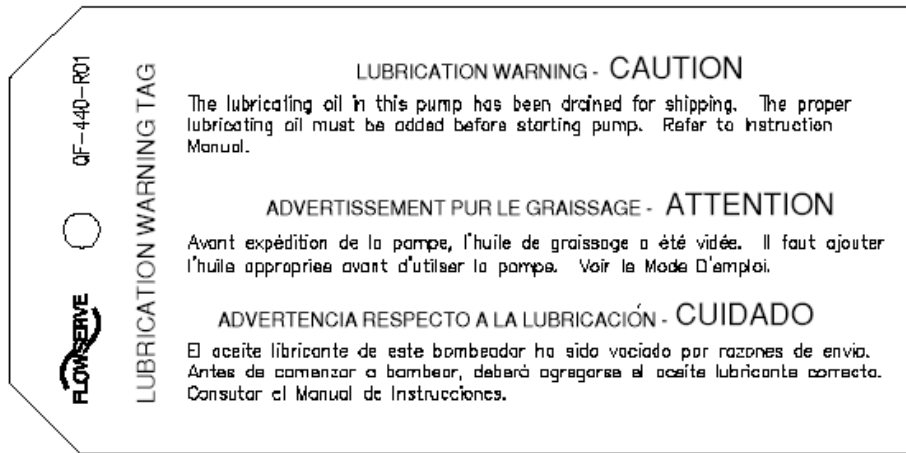 QF-440-R01
FLOWSERVE
LUBRICATION WARNING TAG
LUBRICATION WARNING - CAUTION
The lubricating oil in this pump has been drained for shipping. The proper
lubricating oil must be added before starting pump. Refer to Instruction
Manual.
ADVERTISSEMENT PUR LE GRAISSAGE - ATTENTION
Avant expédition de la pompe, l'huile de graissage a été vidée. Il faut ajouter
l'huile appropriee avant d'utilser la pompe. Voir le Mode D'emploi.
ADVERTENCIA RESPECTO A LA LUBRICACIÓN - CUIDADO
El aceite libricante de este bombeador ha sido vaciado por razones de envio.
Antes de comenzar a bombear, deberá agregarse el aceite lubricante correcto.
Consutar el Manual de Instrucciones.